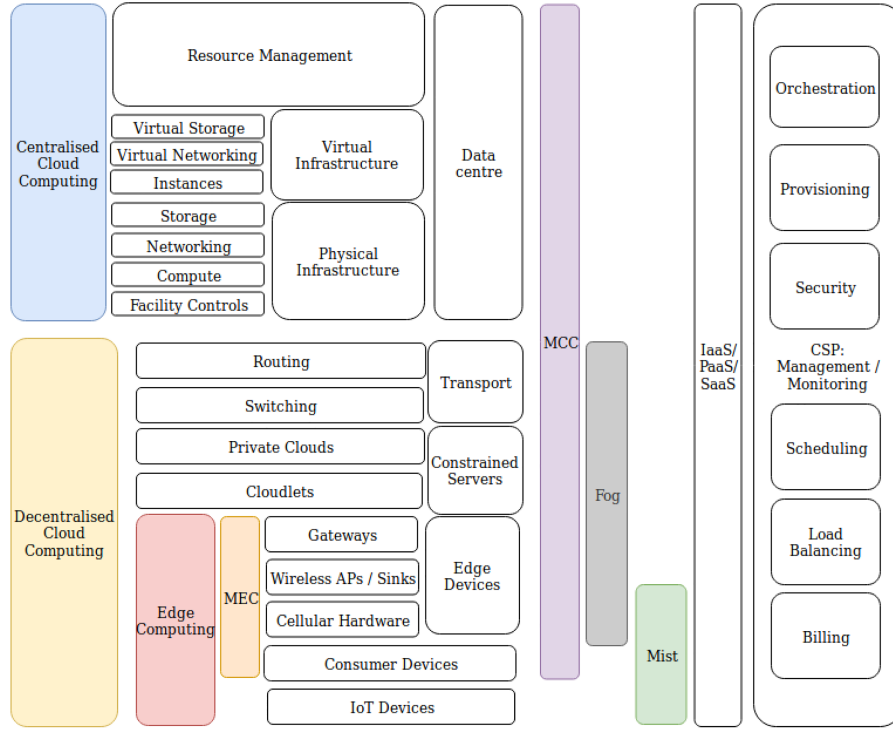 Resource Management
Centralised
Cloud
Computing
Virtual Storage
Virtual Networking
Instances
Virtual
Infrastructure
Storage
Networking
Compute
Facility Controls
Physical
Infrastructure
Data
centre
Decentralised
Cloud
Computing
Routing
Switching
Transport
Private Clouds
Cloudlets
Constrained
Servers
Edge
Computing
MEC
Gateways
Wireless APs / Sinks
Cellular Hardware
Edge
Devices
Consumer Devices
IoT Devices
MCC
Fog
Mist
IaaS/
PaaS/
SaaS
Orchestration
Provisioning
Security
CSP:
Management /
Monitoring
Scheduling
Load
Balancing
Billing